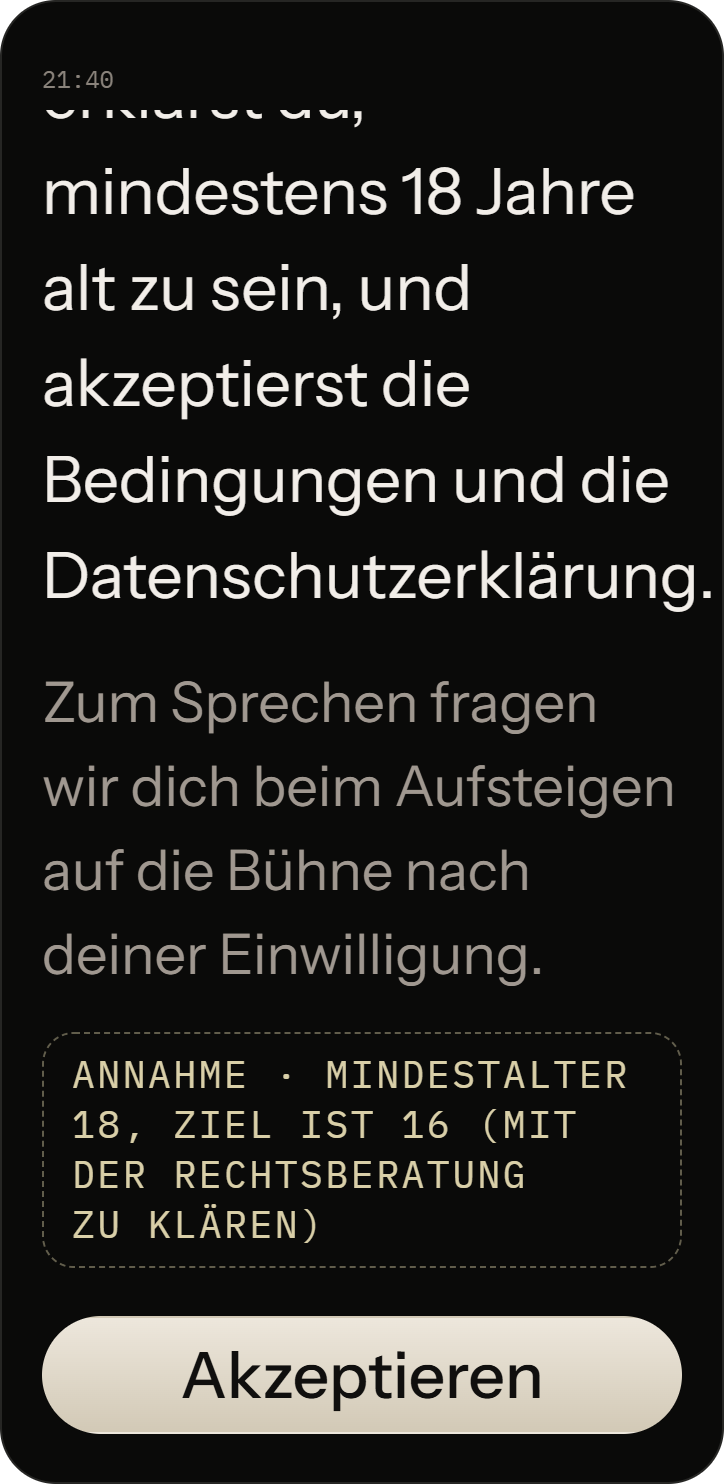 21:40
erklärst du,
mindestens 18 Jahre
alt zu sein, und
akzeptierst die
Bedingungen und die
Datenschutzerklärung.
Zum Sprechen fragen
wir dich beim Aufsteigen
auf die Bühne nach
deiner Einwilligung.
ANNAHME · MINDESTALTER
18, ZIEL IST 16 (MIT
DER RECHTSBERATUNG
ZU KLÄREN)
Akzeptieren